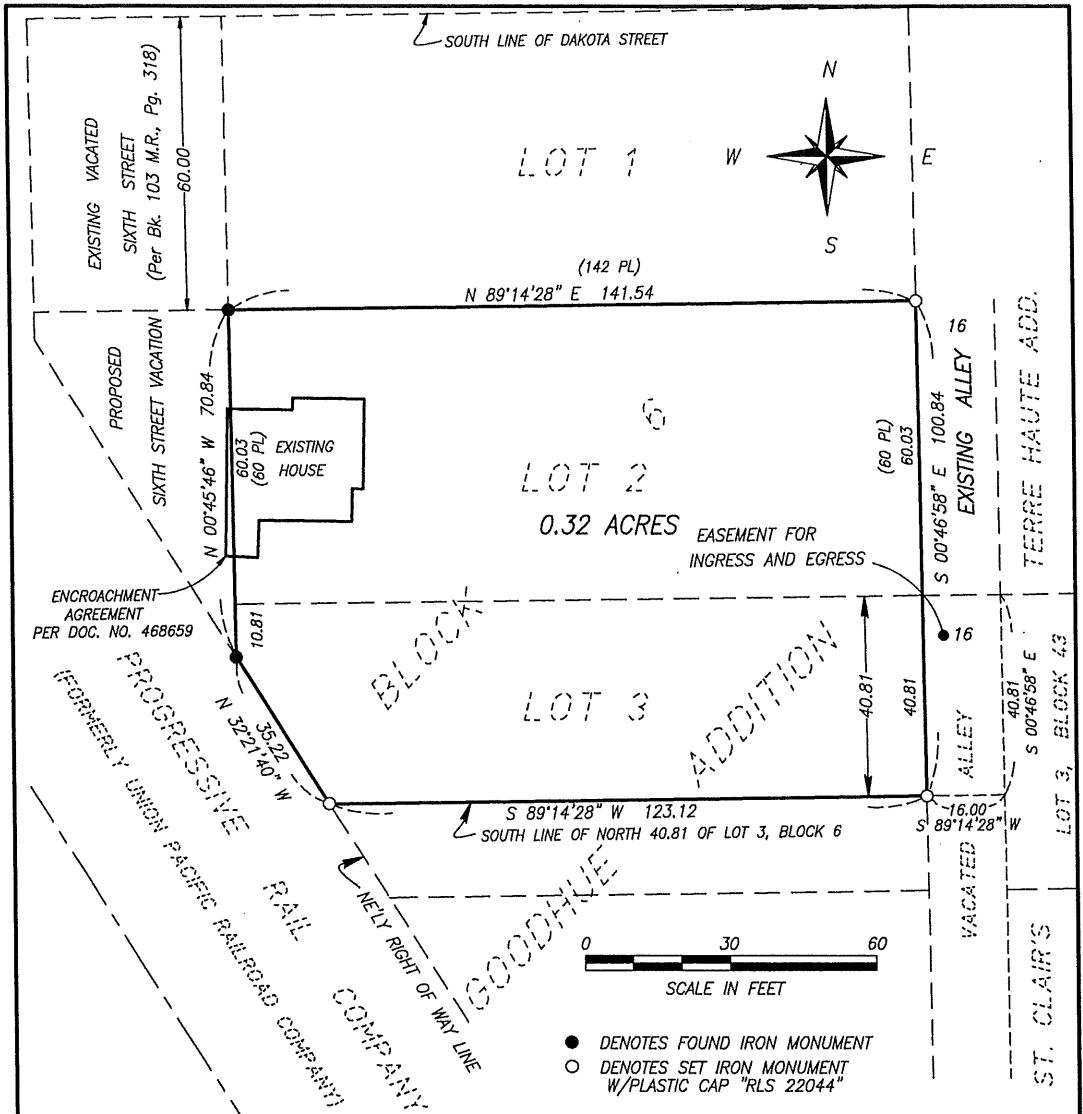 SOUTH LINE OF DAKOTA STREET
EXISTING VACATED
SIXTH STREET
(Per Bk. 103 M.R., Pg. 318)
60.00
LOT 1
N
W
E
S
(142 PL)
N 89°14'28" E 141.54
PROPOSED
SIXTH STREET VACATION
N 00°45'46" W 70.84
60.03
(60 PL)
EXISTING
HOUSE
6
LOT 2
0.32 ACRES
EASEMENT FOR
INGRESS AND EGRESS
(60 PL)
60.03
S 00°46'58" E 100.84
16
EXISTING ALLEY
TERRE HAUTE ADD.
ENCROACHMENT
AGREEMENT
PER DOC. NO. 468659
10.81
BLOCK
LOT 3
ADDITION
40.81
40.81
16
40.81
S 00°46'58" E
LOT 3, BLOCK 43
N 32°21'40" W
35.22
S 89°14'28" W 123.12
SOUTH LINE OF NORTH 40.81 OF LOT 3, BLOCK 6
16.00
S 89°14'28" W
VACATED ALLEY
PROGRESSIVE RAIL COMPANY
(FORMERLY UNION PACIFIC RAILROAD COMPANY)
NE'LY RIGHT OF WAY LINE
GOODHUE
ST. CLAIR'S
0 30 60
SCALE IN FEET
DENOTES FOUND IRON MONUMENT
DENOTES SET IRON MONUMENT
W/PLASTIC CAP "RLS 22044"